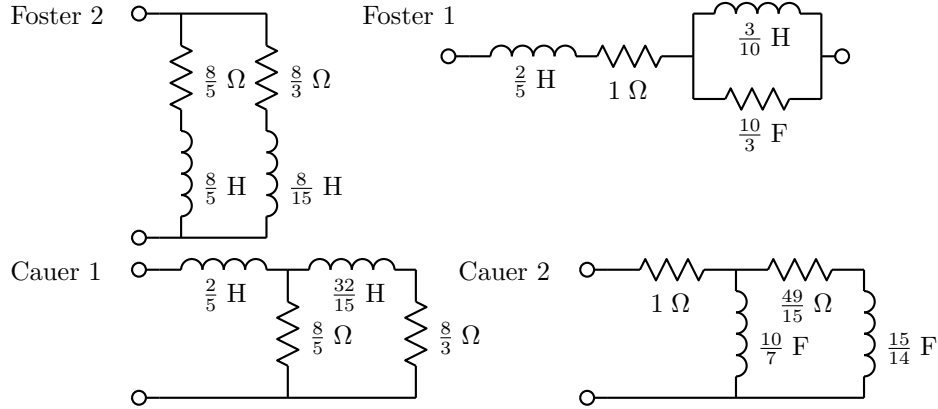 Foster 2
8/5 Ω
8/3 Ω
8/5 H
8/15 H
Foster 1
2/5 H
1 Ω
3/10 H
10/3 F
Cauer 1
2/5 H
32/15 H
8/5 Ω
8/3 Ω
Cauer 2
1 Ω
49/15 Ω
10/7 F
15/14 F